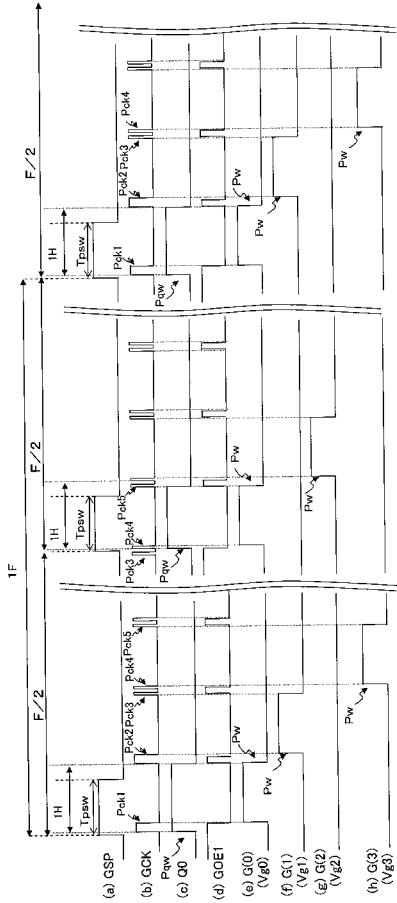 1F
F/2
F/2
F/2
1H
Tpsw
1H
Tpsw
1H
Tpsw
(a) GSP
(b) GCK
Pck1
Pck2
Pck3
Pck4
Pck5
Pck3
Pck4
Pck5
Pck1
Pck2
Pck3
Pck4
(c) Q0
Pqw
Pqw
Pqw
(d) GOE1
(e) G(0)
(Vg0)
Pw
Pw
Pw
(f) G(1)
(Vg1)
Pw
Pw
(g) G(2)
(Vg2)
Pw
(h) G(3)
(Vg3)
Pw
Pw